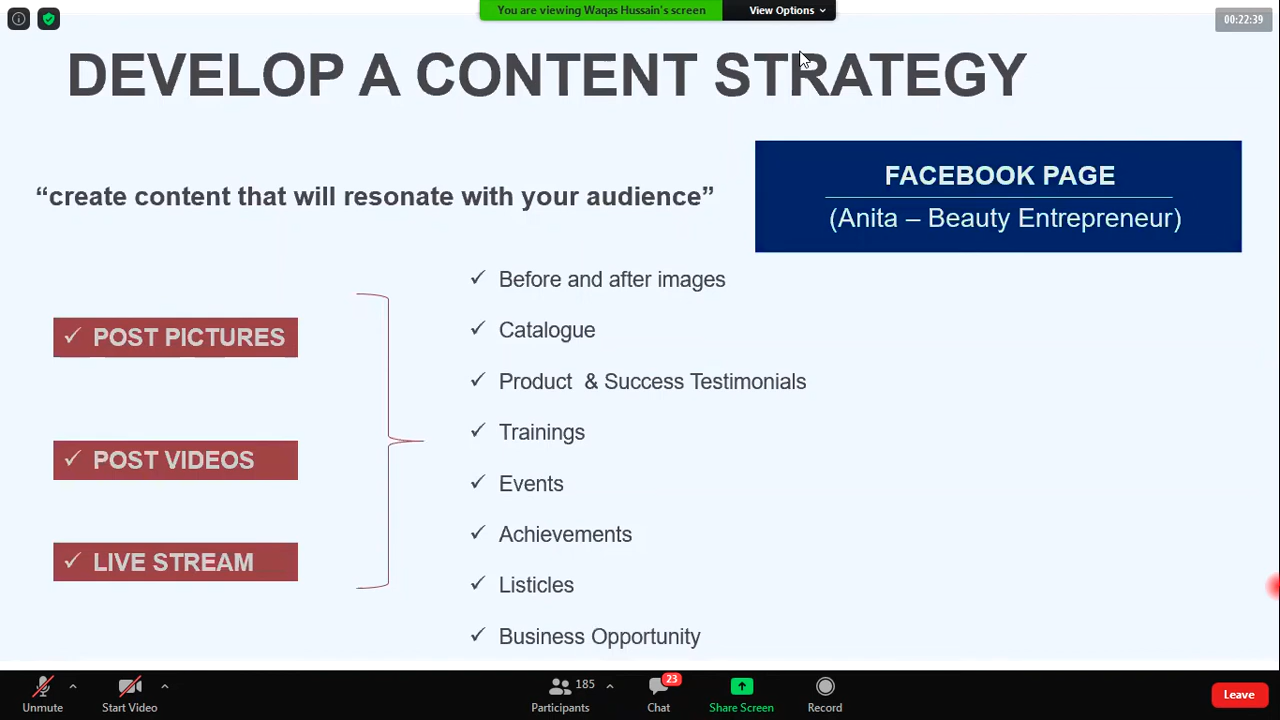 You are viewing Waqas Hussain's screen
View Options
00:22:39
DEVELOP A CONTENT STRATEGY
“create content that will resonate with your audience”
FACEBOOK PAGE
(Anita – Beauty Entrepreneur)
✓ POST PICTURES
✓ POST VIDEOS
✓ LIVE STREAM
✓ Before and after images
✓ Catalogue
✓ Product & Success Testimonials
✓ Trainings
✓ Events
✓ Achievements
✓ Listicles
✓ Business Opportunity
Unmute
Start Video
185
Participants
23
Chat
Share Screen
Record
Leave